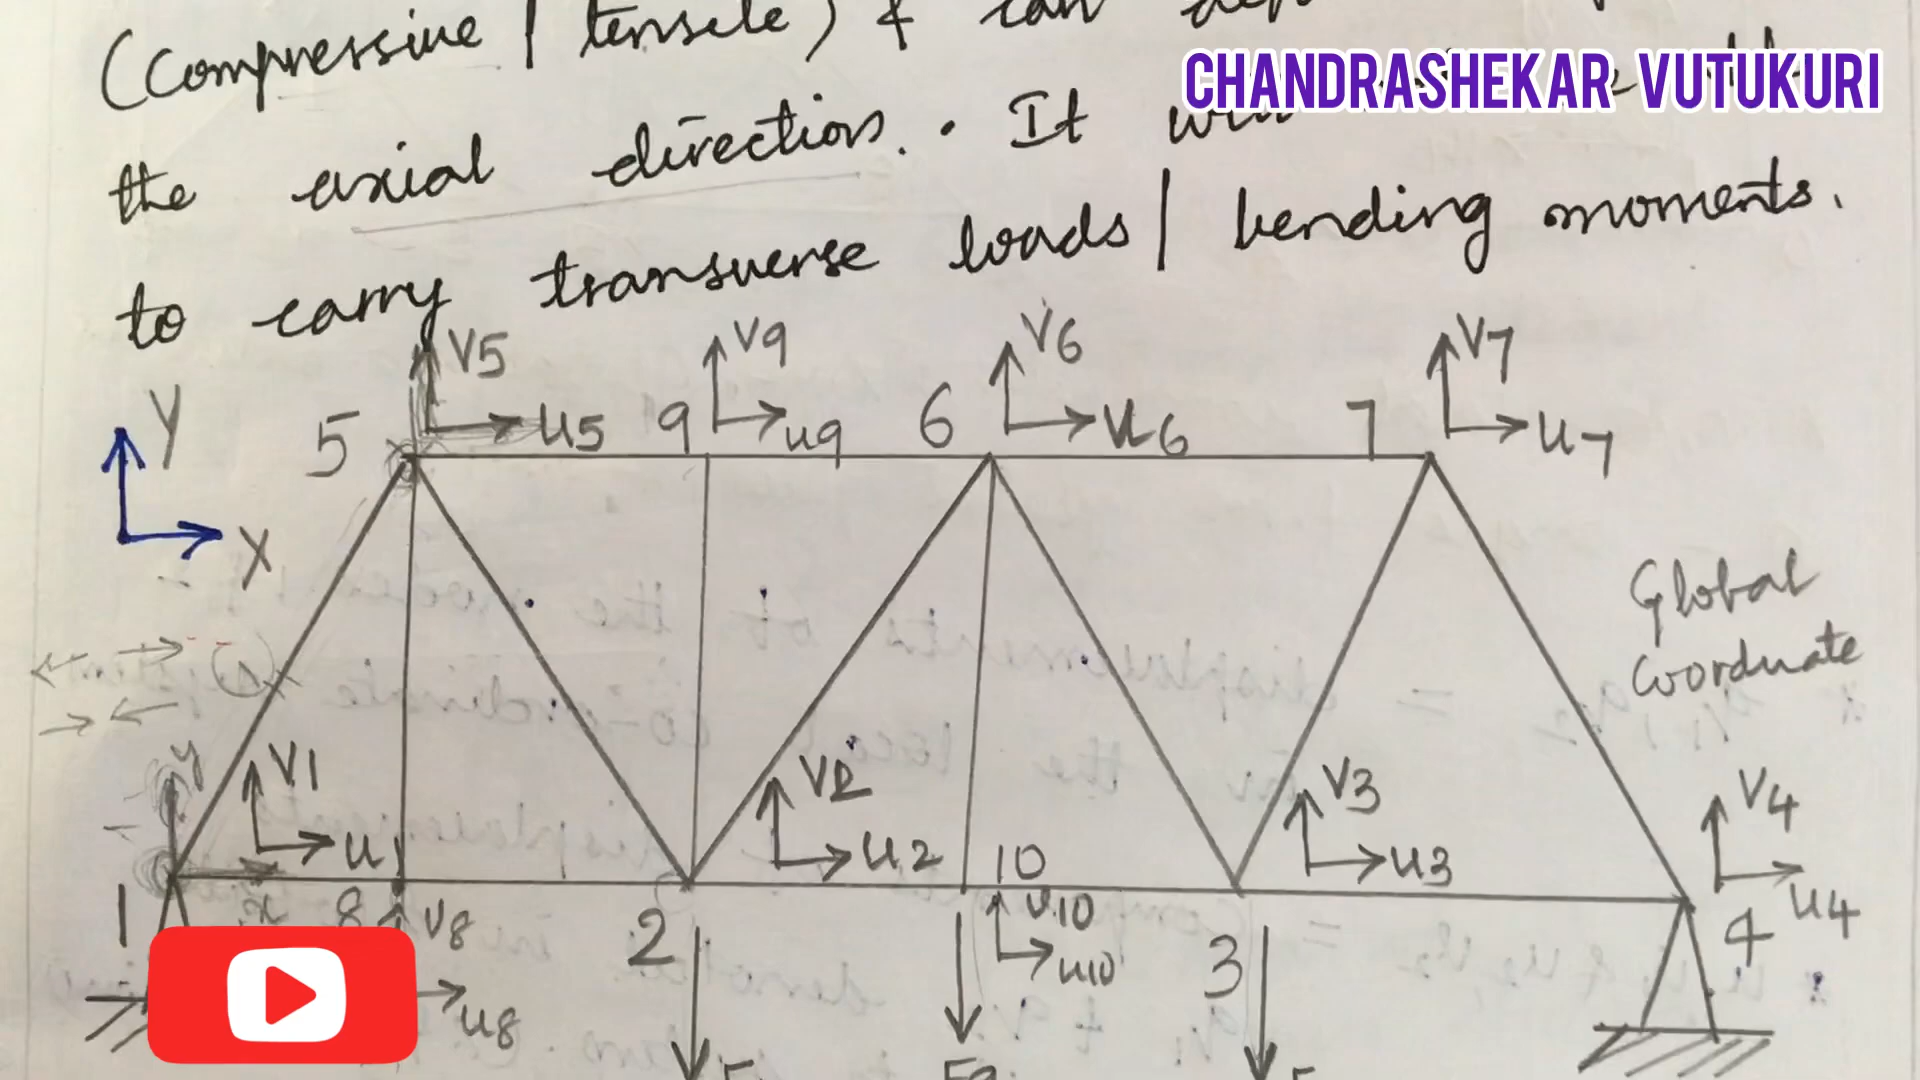 (Compressive / tensile) &
CHANDRASHEKAR VUTUKURI
the axial direction. It
to carry transverse loads / bending moments.
V5 V9 V6 V7
Y 5 u5 9 u9 6 u6 7 u7
X
Global
Coordinate
y V1 V2 V3 V4
u1 u2 10 u3 u4
1 x 8 V8 2 V10 3 4
u10
u8